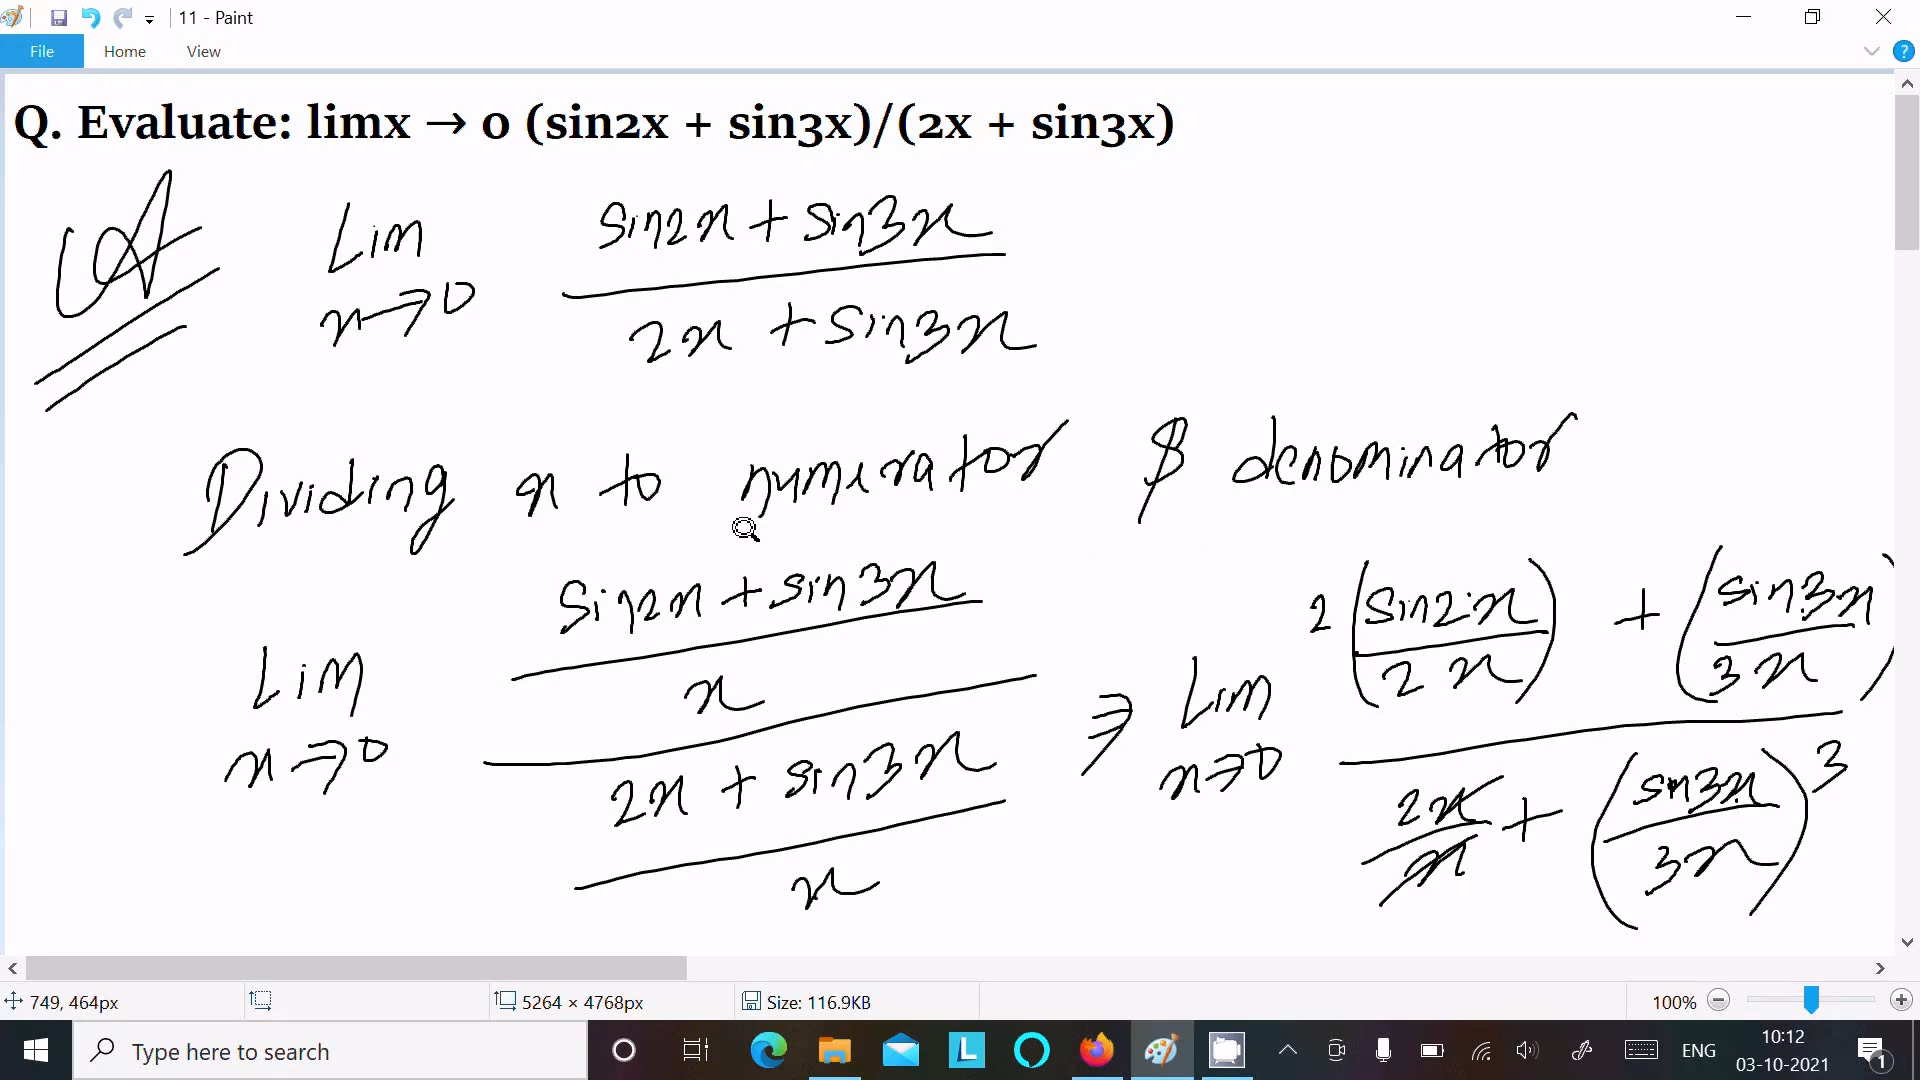 11 - Paint
File Home View
Q. Evaluate: limx → 0 (sin2x + sin3x)/(2x + sin3x)
Lim x→0 sin2x + sin3x / 2x + sin3x
Dividing x to numerator & denominator
Lim x→0 sin2x + sin3x / x / 2x + sin3x / x ⇒ Lim x→0 2 (sin2x / 2x) + (sin3x / 3x) / 2x / x + (sin3x / 3x) 3
749, 464px 5264 × 4768px Size: 116.9KB 100%
Type here to search ENG 10:12
03-10-2021 1